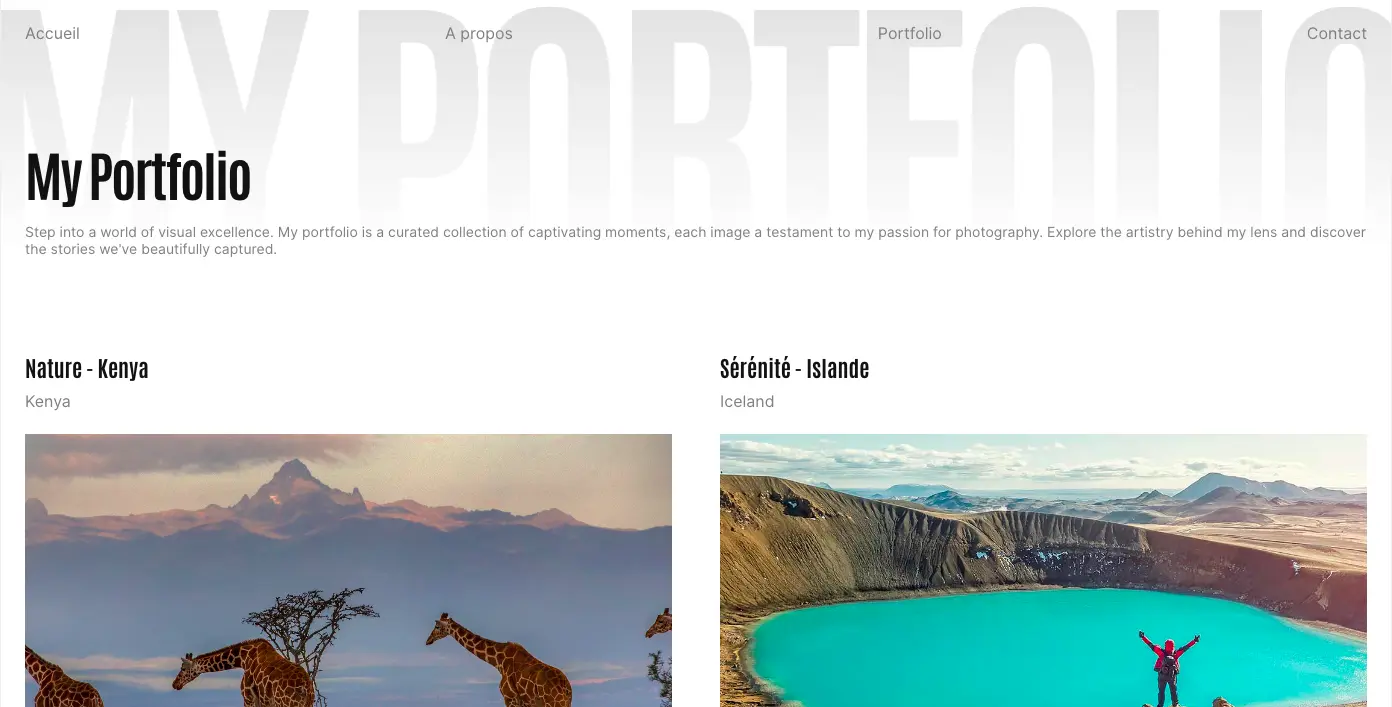 MY PORTFOLIO
Accueil
A propos
Portfolio
Contact
My Portfolio
Step into a world of visual excellence. My portfolio is a curated collection of captivating moments, each image a testament to my passion for photography. Explore the artistry behind my lens and discover
the stories we've beautifully captured.
Nature - Kenya
Kenya
Sérénité - Islande
Iceland